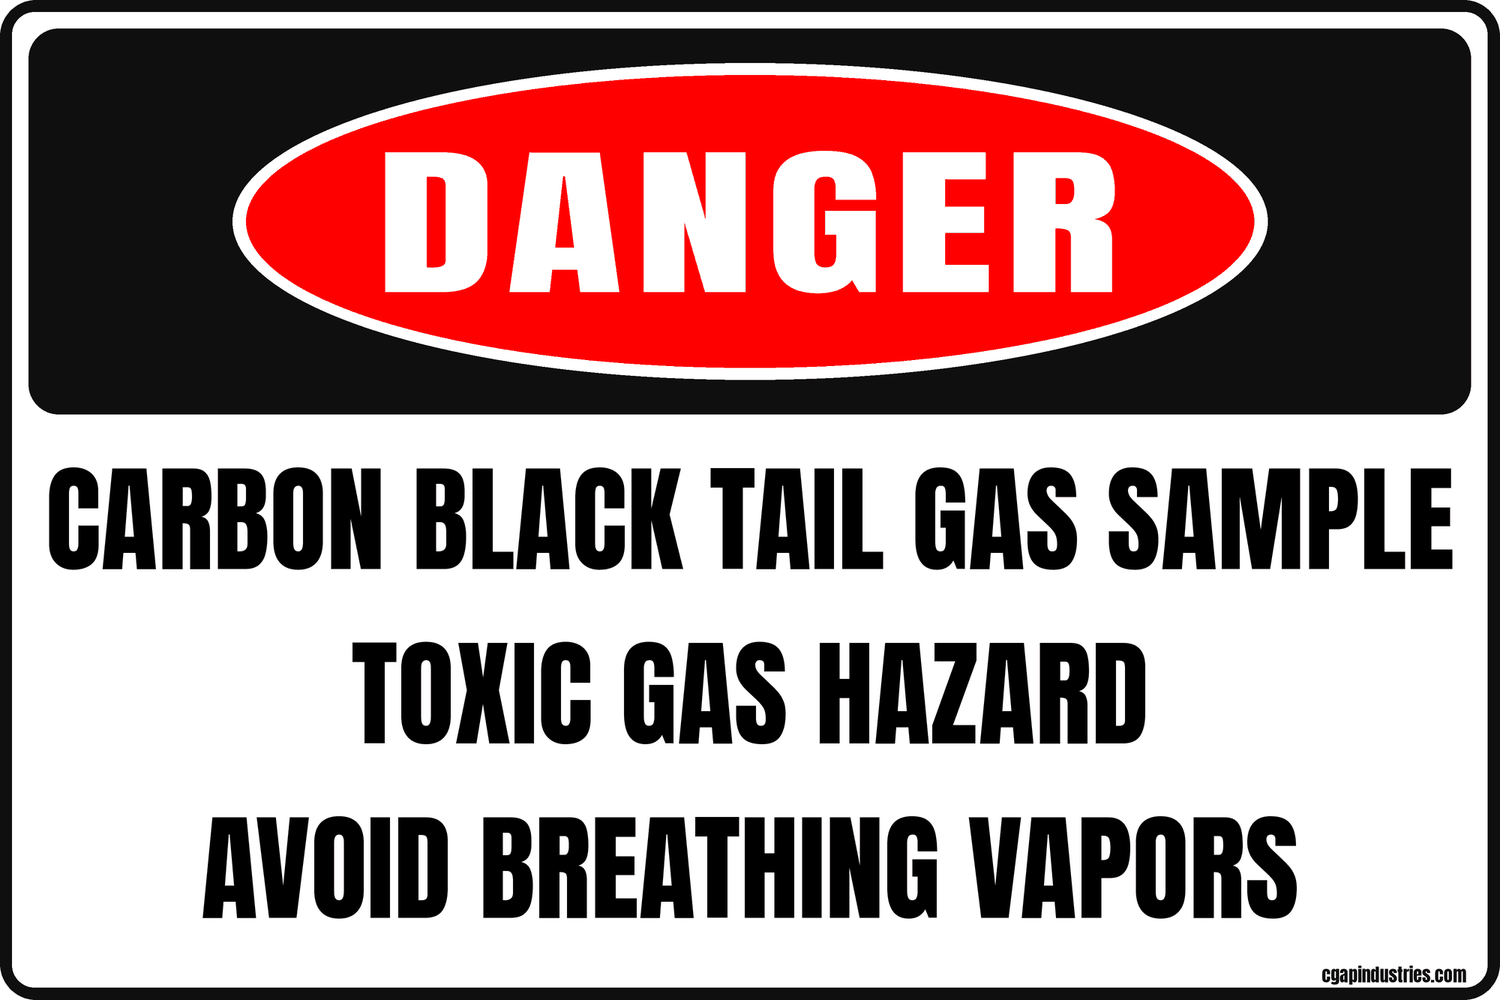 DANGER
CARBON BLACK TAIL GAS SAMPLE
TOXIC GAS HAZARD
AVOID BREATHING VAPORS
cgapindustries.com